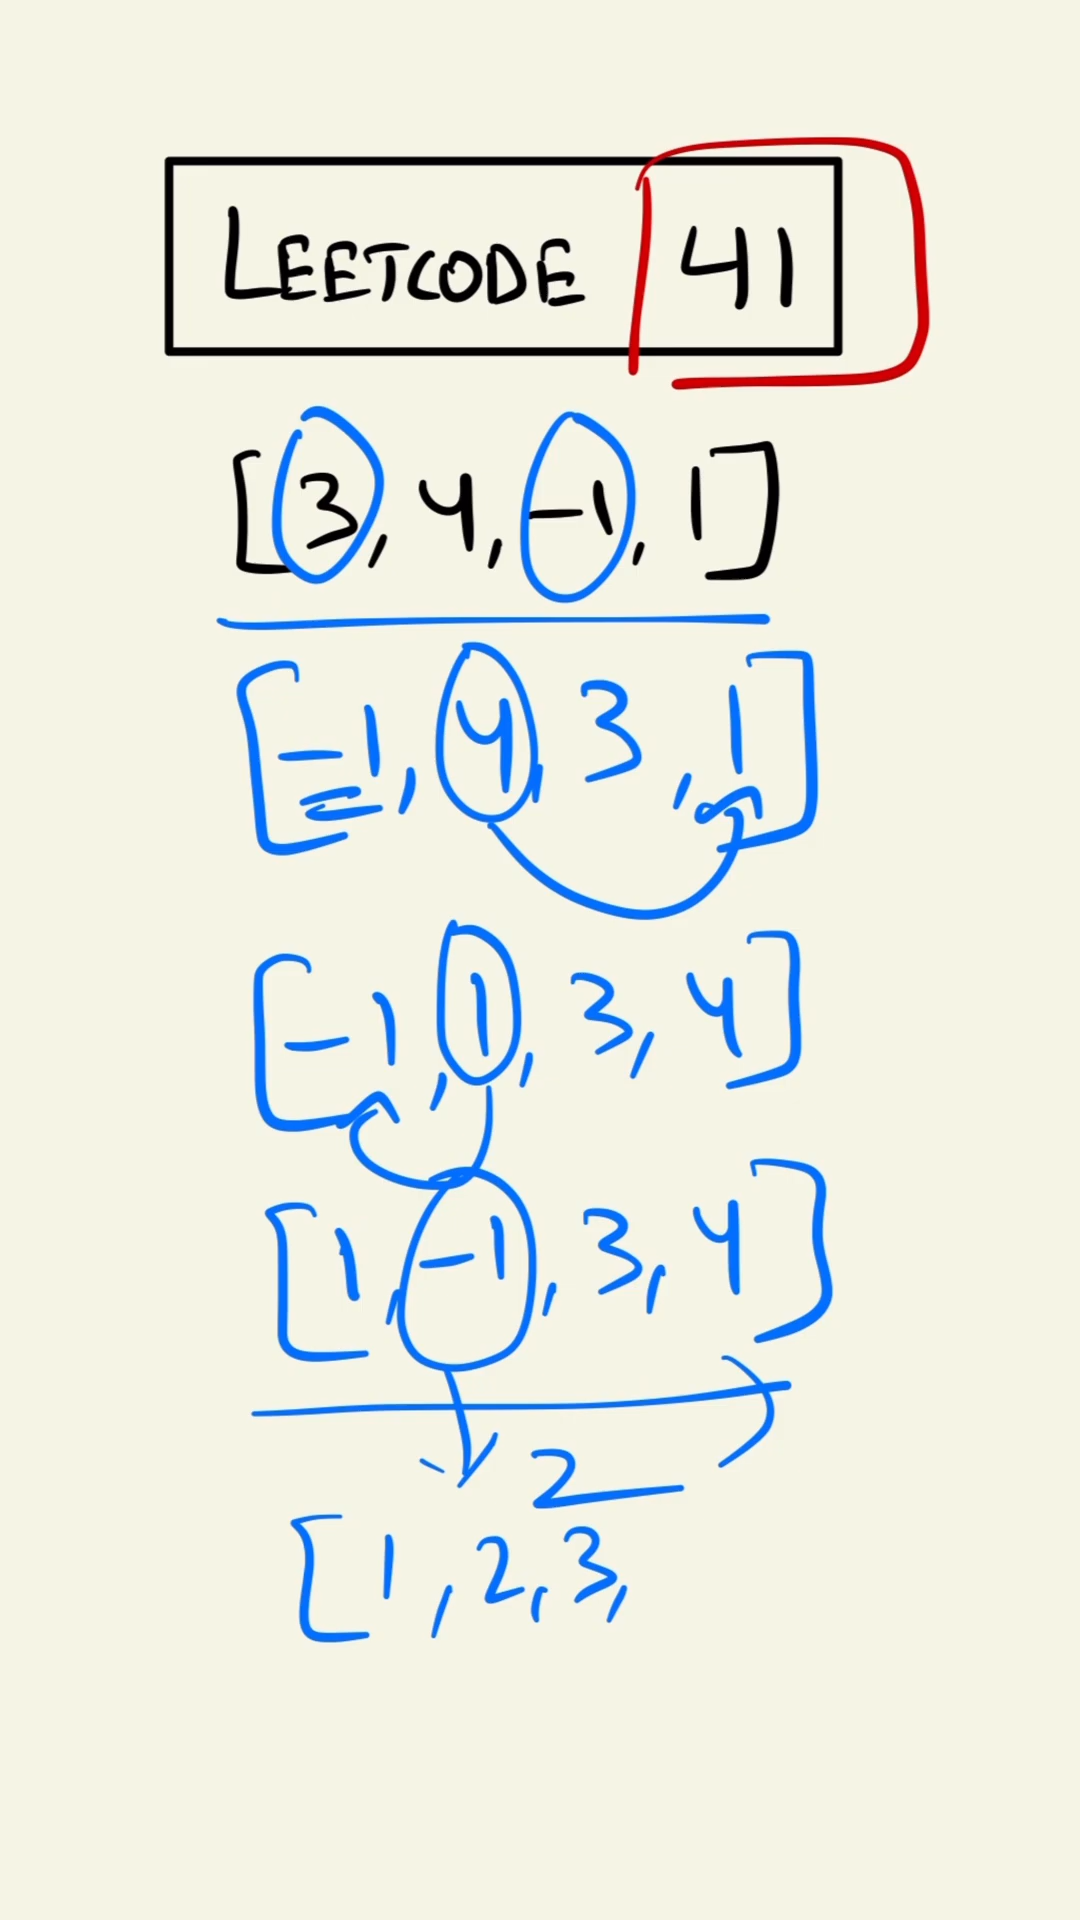 LEETCODE 41
[3, 4, -1, 1]
[-1, 4, 3, 1]
[-1, 1, 3, 4]
[1, -1, 3, 4]
2
[1, 2, 3,